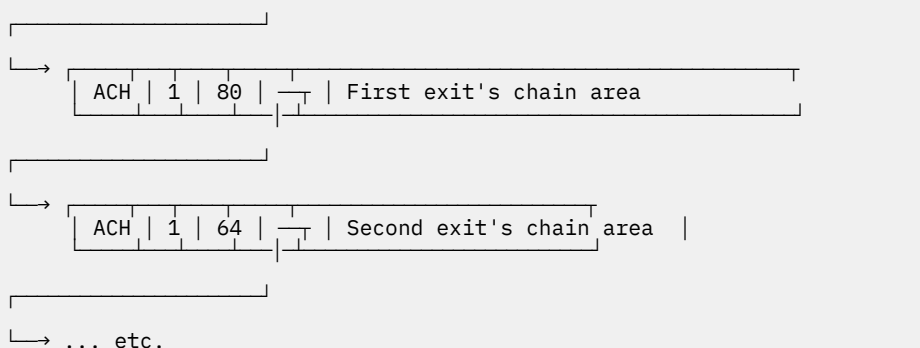 ACH 1 80 First exit's chain area
ACH 1 64 Second exit's chain area
... etc.